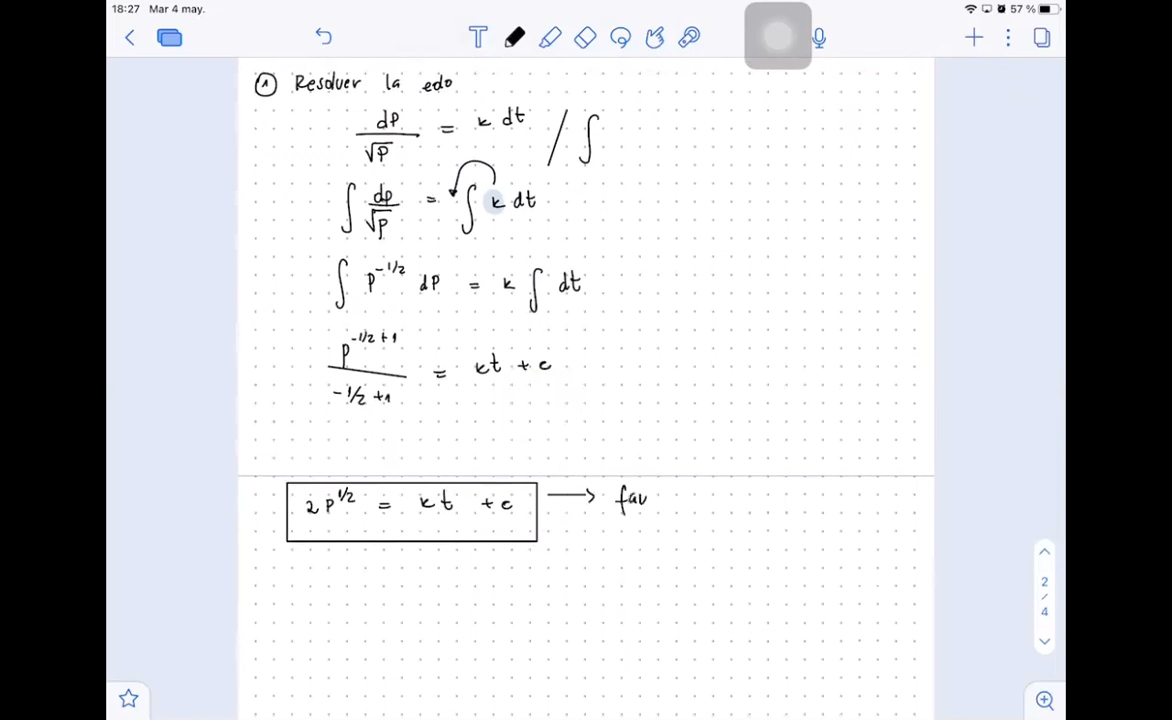 18:27 Mar 4 may. 57 %
① Resolver la edo
dP/√P = k dt / ∫
∫ dp/√p = ∫ k dt
∫ p^-1/2 dp = k ∫ dt
p^-1/2+1 / -1/2+1 = kt + c
2p^1/2 = kt + c → fav
2
/
4